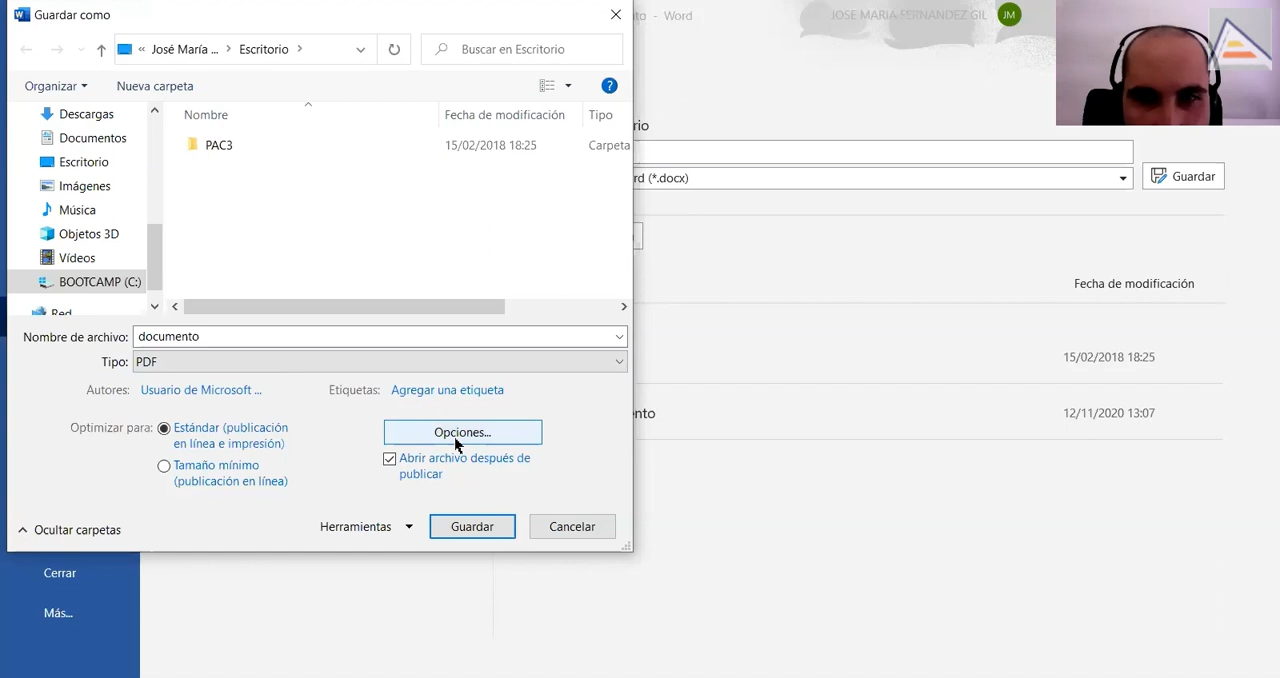 Guardar como
to - Word
JOSE MARIA FERNANDEZ GIL
JM
« José María ... > Escritorio >
Buscar en Escritorio
Organizar
Nueva carpeta
?
Descargas
Documentos
Escritorio
Imágenes
Música
Objetos 3D
Vídeos
BOOTCAMP (C:)
Red
Nombre
Fecha de modificación
Tipo
PAC3
15/02/2018 18:25
Carpeta
rio
rd (*.docx)
Guardar
Fecha de modificación
15/02/2018 18:25
nto
12/11/2020 13:07
Nombre de archivo: documento
Tipo: PDF
Autores: Usuario de Microsoft ...
Etiquetas: Agregar una etiqueta
Optimizar para:
Estándar (publicación
en línea e impresión)
Tamaño mínimo
(publicación en línea)
Opciones...
Abrir archivo después de
publicar
Ocultar carpetas
Herramientas
Guardar
Cancelar
Cerrar
Más...